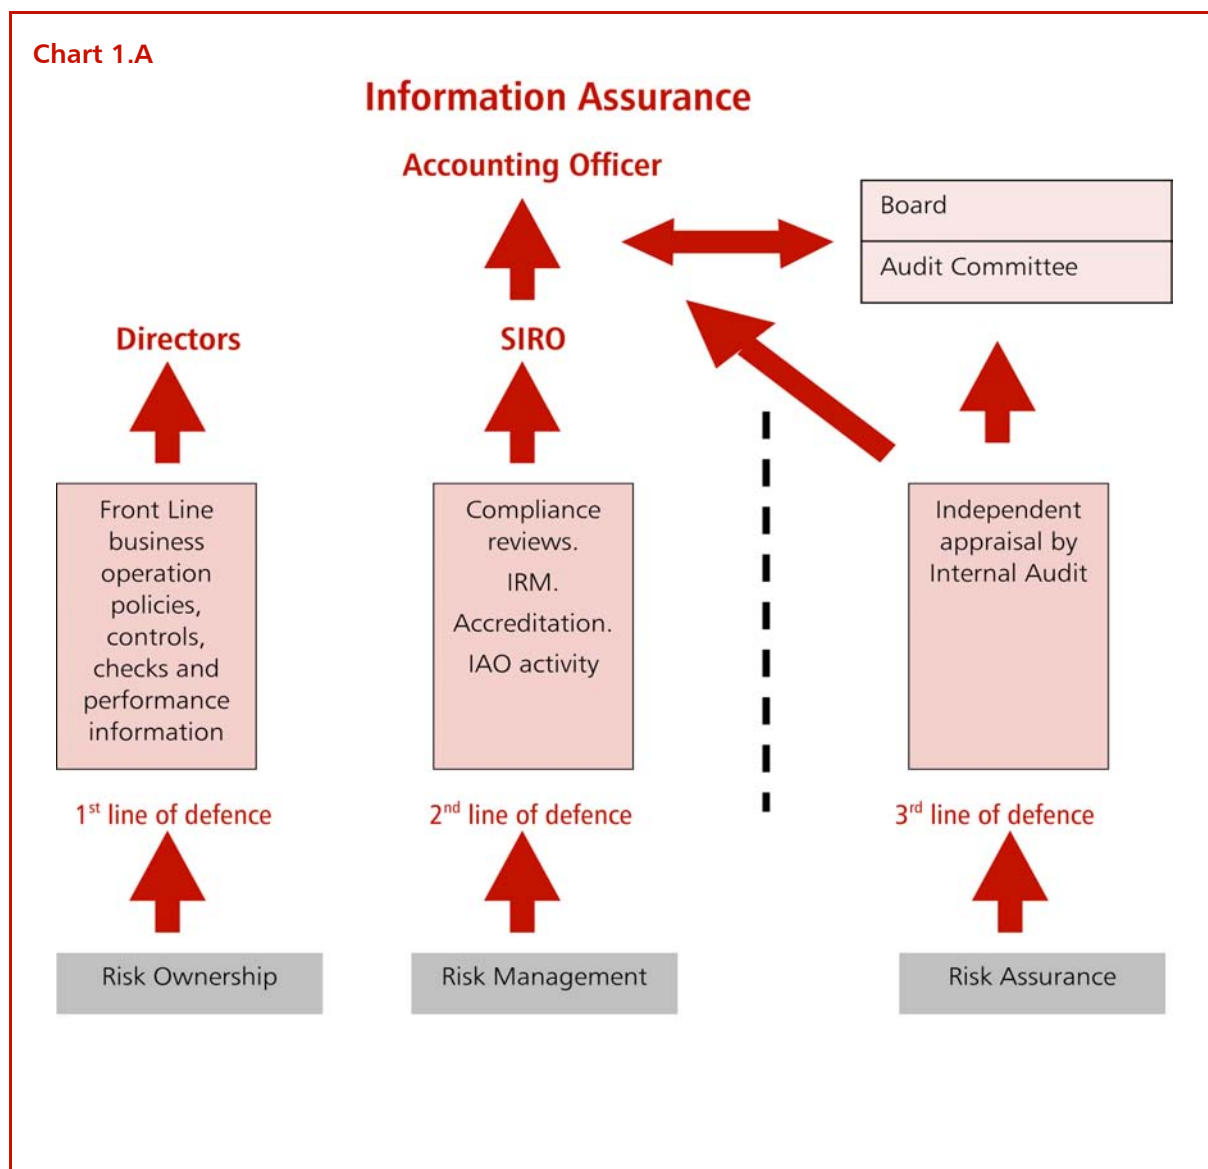 Chart 1.A
Information Assurance
Accounting Officer
Board
Audit Committee
Directors
SIRO
Front Line
business
operation
policies,
controls,
checks and
performance
information
Compliance
reviews.
IRM.
Accreditation.
IAO activity
Independent
appraisal by
Internal Audit
1st line of defence
2nd line of defence
3rd line of defence
Risk Ownership
Risk Management
Risk Assurance